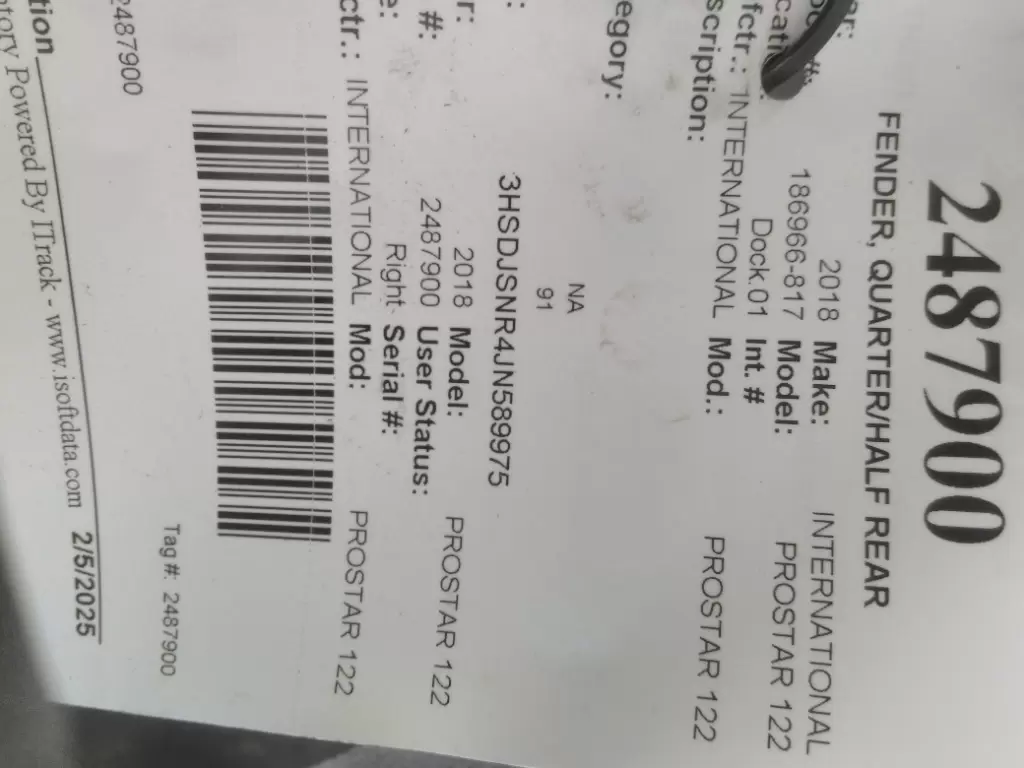 2487900
FENDER, QUARTER/HALF REAR
2018 Make: INTERNATIONAL
186966-817 Model: PROSTAR 122
Dock.01 Int. #
fctr.: INTERNATIONAL Mod.: PROSTAR 122
scription:
egory:
NA
91
3HSDJSNR4JN589975
r: 2018 Model: PROSTAR 122
#: 2487900 User Status:
e: Right Serial #:
ctr.: INTERNATIONAL Mod: PROSTAR 122
2487900 Tag#: 2487900
tion 2/5/2025
tory Powered By ITrack - www.isoftdata.com